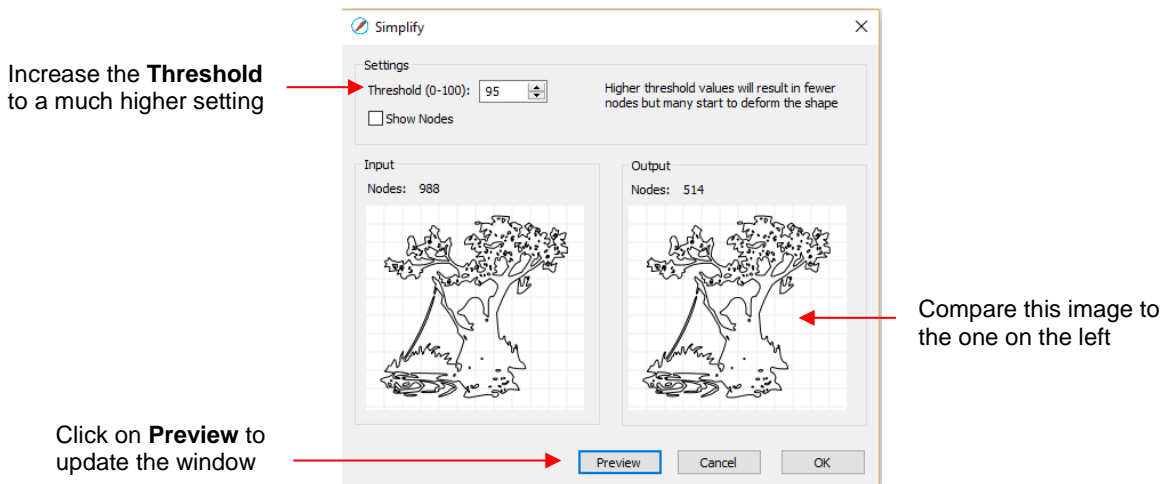 Simplify
Increase the Threshold
to a much higher setting
Settings
Threshold (0-100): 95
Higher threshold values will result in fewer
nodes but many start to deform the shape
Show Nodes
Input
Nodes: 988
Output
Nodes: 514
Compare this image to
the one on the left
Click on Preview to
update the window
Preview
Cancel
OK